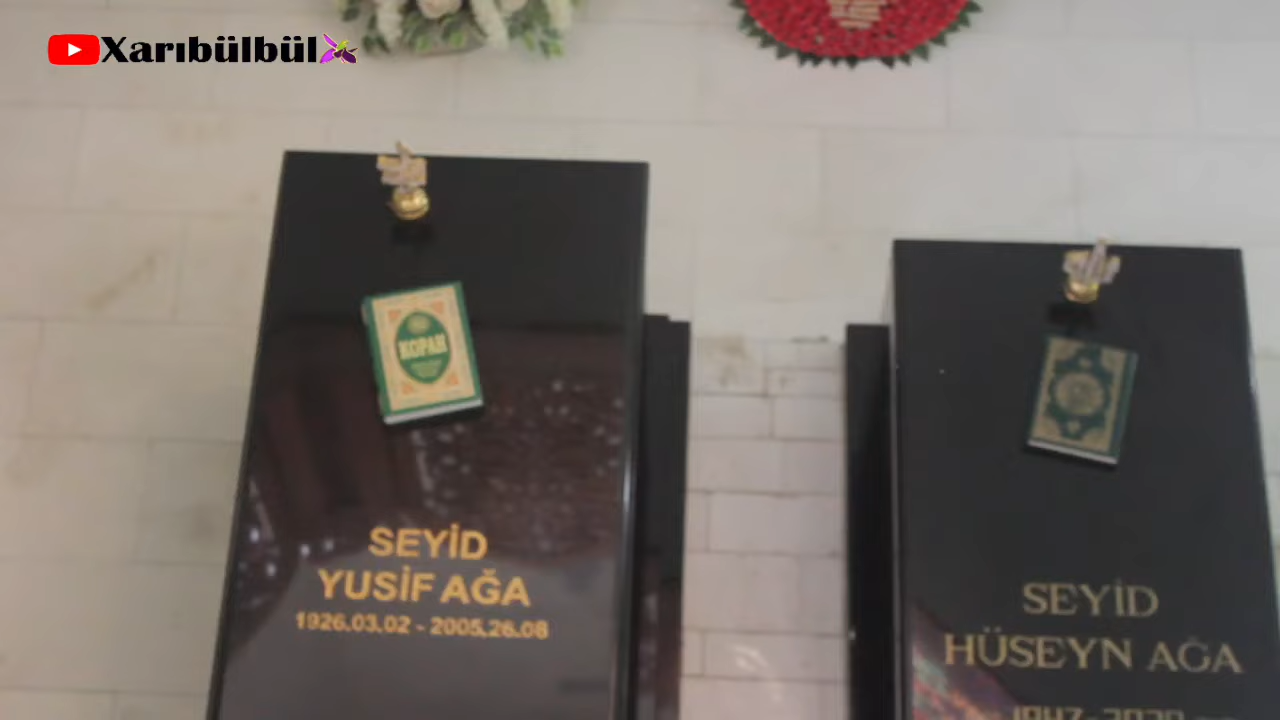 Xarıbülbül
КОРАН
SEYİD
YUSİF AĞA
1926.03.02 - 2005.26.08
SEYİD
HÜSEYN AĞA